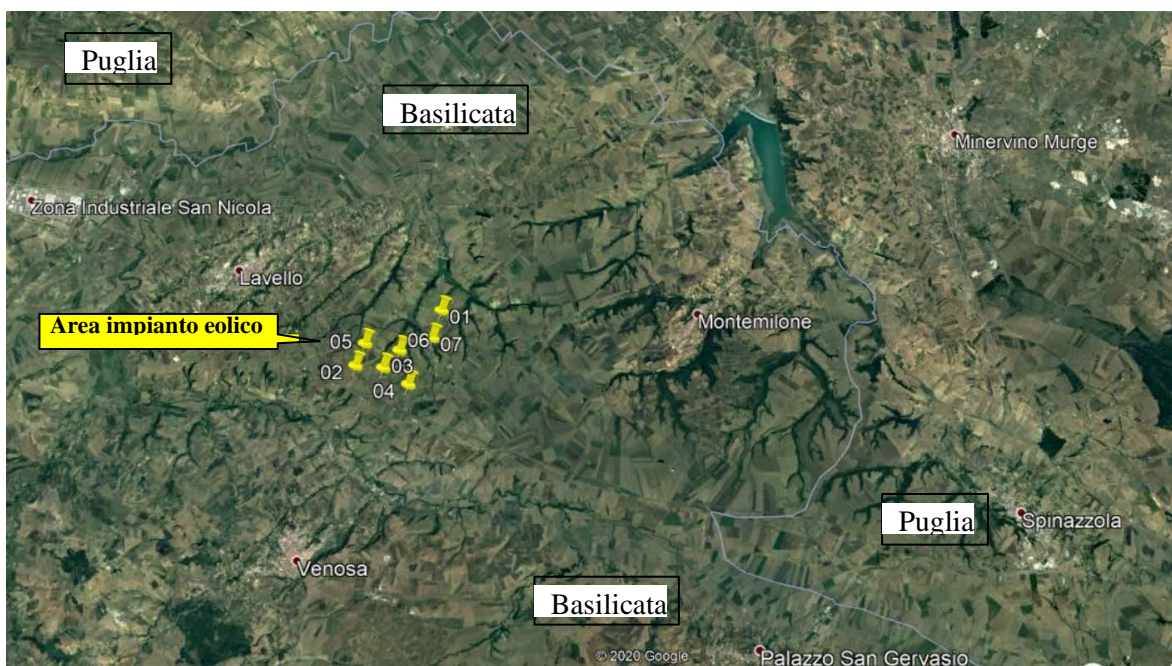 Puglia
Basilicata
Minervino Murge
Zona Industriale San Nicola
Lavello
Area impianto eolico
01
05
06
07
Montemilone
02
03
04
Puglia
Spinazzola
Venosa
Basilicata
© 2020 Google
Palazzo San Gervasio